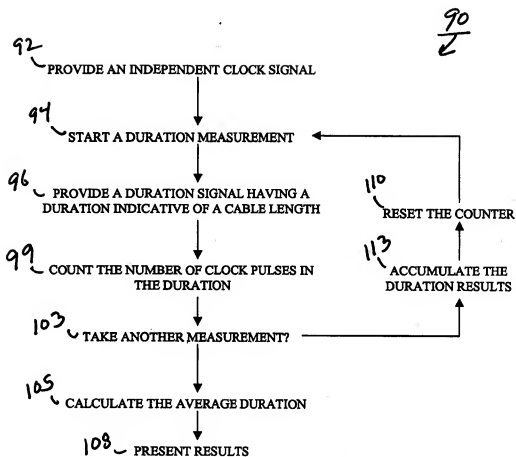 90
92 PROVIDE AN INDEPENDENT CLOCK SIGNAL
94 START A DURATION MEASUREMENT
96 PROVIDE A DURATION SIGNAL HAVING A
DURATION INDICATIVE OF A CABLE LENGTH
99 COUNT THE NUMBER OF CLOCK PULSES IN
THE DURATION
103 TAKE ANOTHER MEASUREMENT?
113 ACCUMULATE THE
DURATION RESULTS
110 RESET THE COUNTER
105 CALCULATE THE AVERAGE DURATION
108 PRESENT RESULTS